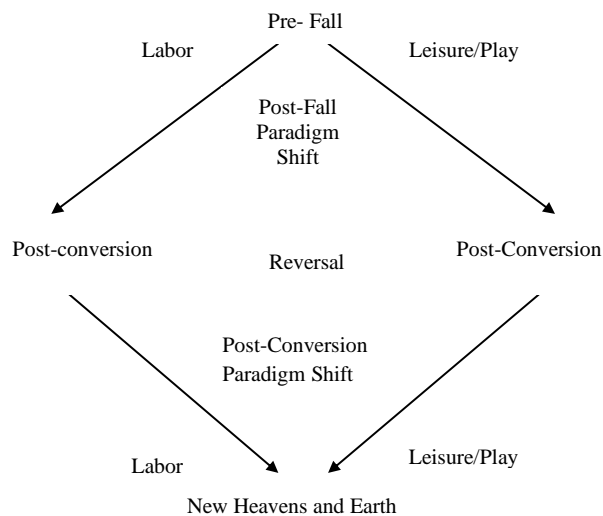 Pre- Fall
Labor
Leisure/Play
Post-Fall
Paradigm
Shift
Post-conversion
Reversal
Post-Conversion
Post-Conversion
Paradigm Shift
Labor
Leisure/Play
New Heavens and Earth